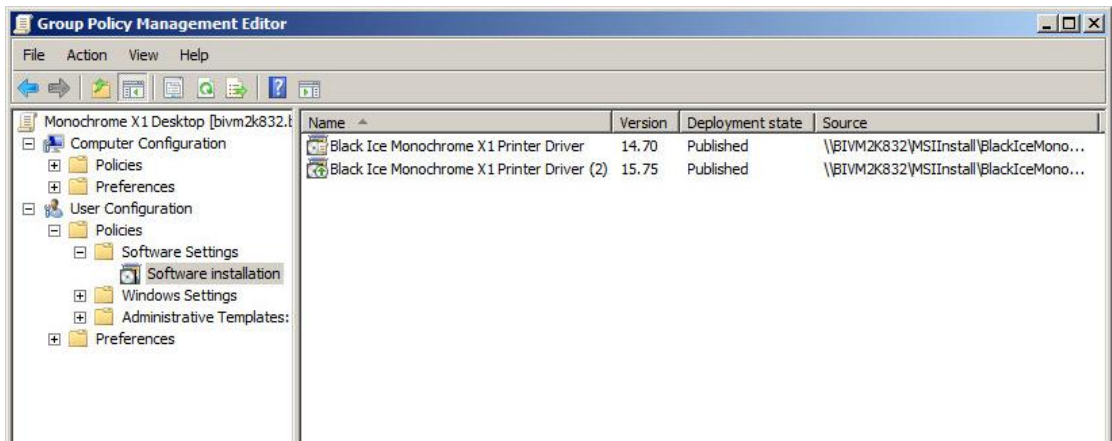 Group Policy Management Editor
File Action View Help
Monochrome X1 Desktop [bivm2k832.b
Computer Configuration
Policies
Preferences
User Configuration
Policies
Software Settings
Software installation
Windows Settings
Administrative Templates:
Preferences
Name Version Deployment state Source
Black Ice Monochrome X1 Printer Driver 14.70 Published \\BIVM2K832\MSIInstall\BlackIceMono...
Black Ice Monochrome X1 Printer Driver (2) 15.75 Published \\BIVM2K832\MSIInstall\BlackIceMono...